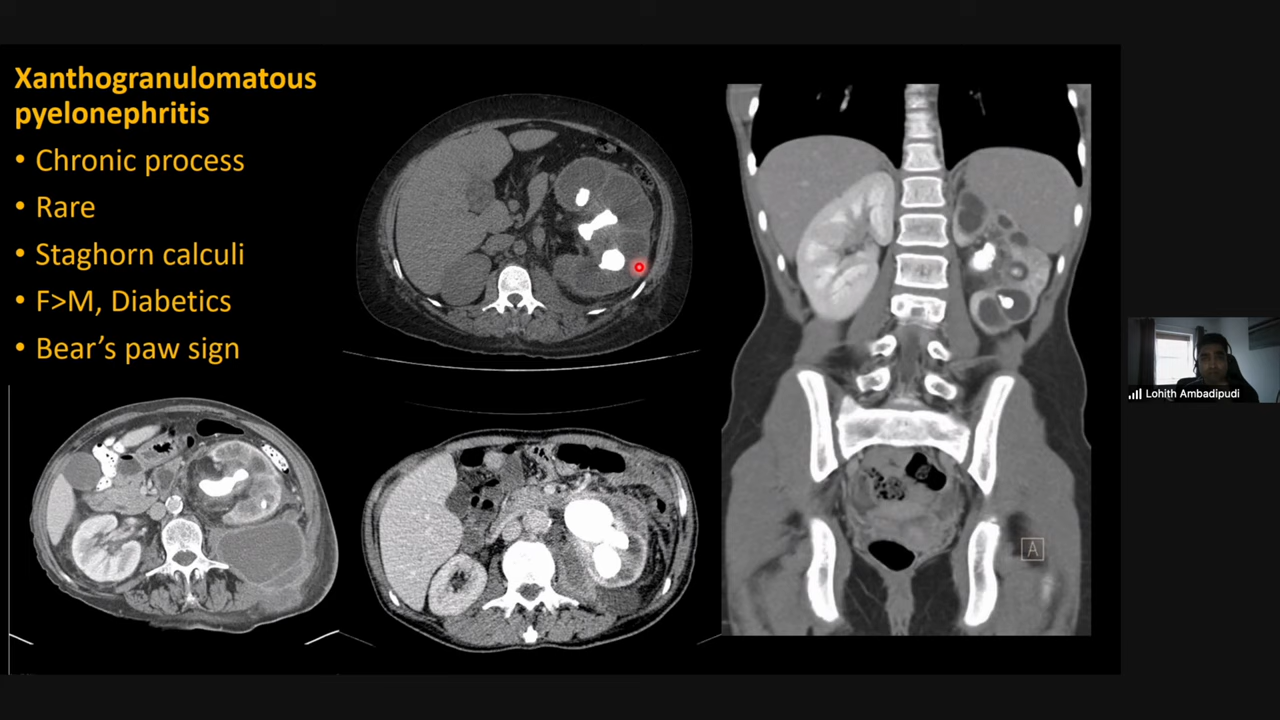 Xanthogranulomatous
pyelonephritis
• Chronic process
• Rare
• Staghorn calculi
• F>M, Diabetics
• Bear’s paw sign
A
Lohith Ambadipudi